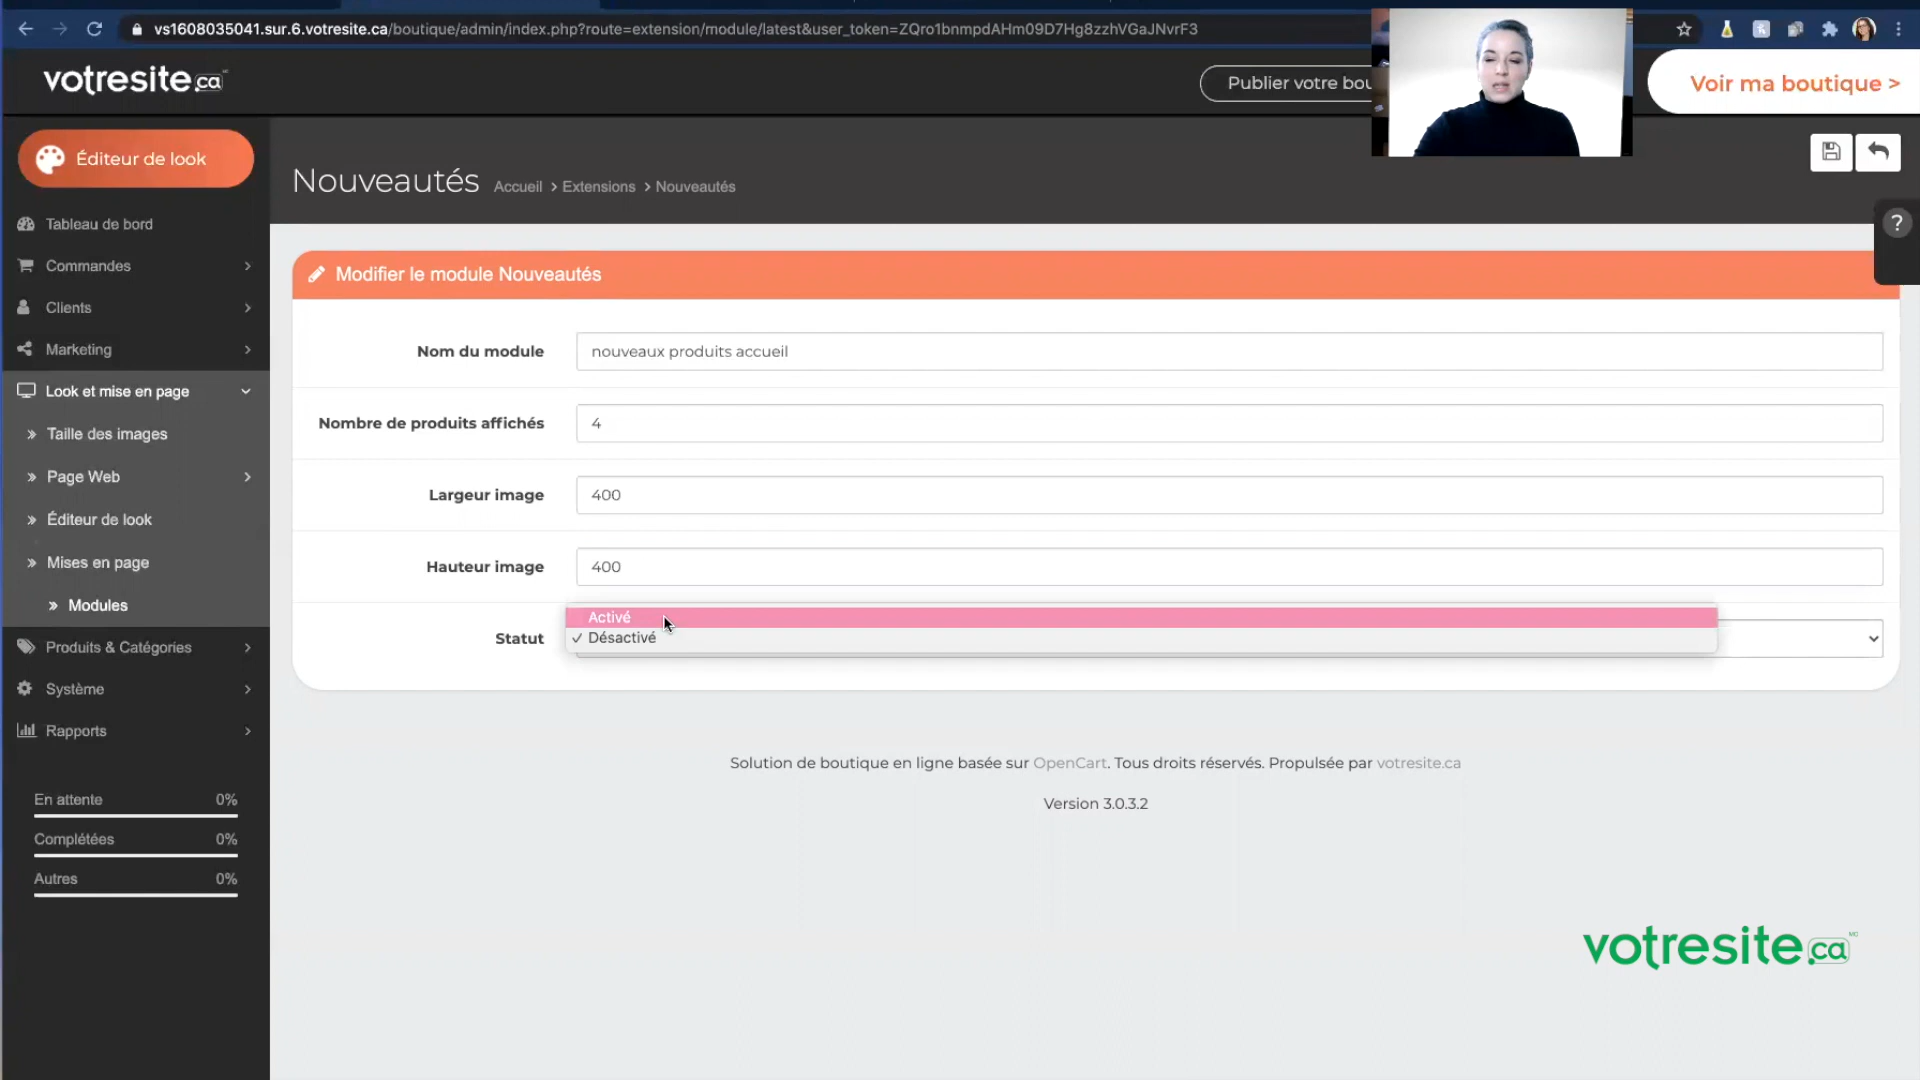 vs1608035041.sur.6.votresite.ca/boutique/admin/index.php?route=extension/module/latest&user_token=ZQro1bnmpdAHm09D7Hg8zzhVGaJNvrF3
votresite.ca
Publier votre bou
Voir ma boutique >
Éditeur de look
Nouveautés
Accueil > Extensions > Nouveautés
?
Tableau de bord
Commandes
Clients
Marketing
Look et mise en page
Taille des images
Page Web
Éditeur de look
Mises en page
Modules
Produits & Catégories
Système
Rapports
En attente 0%
Complétées 0%
Autres 0%
Modifier le module Nouveautés
Nom du module nouveaux produits accueil
Nombre de produits affichés 4
Largeur image 400
Hauteur image 400
Statut
Activé
✓ Désactivé
Solution de boutique en ligne basée sur OpenCart. Tous droits réservés. Propulsée par votresite.ca
Version 3.0.3.2
votresite.ca MC